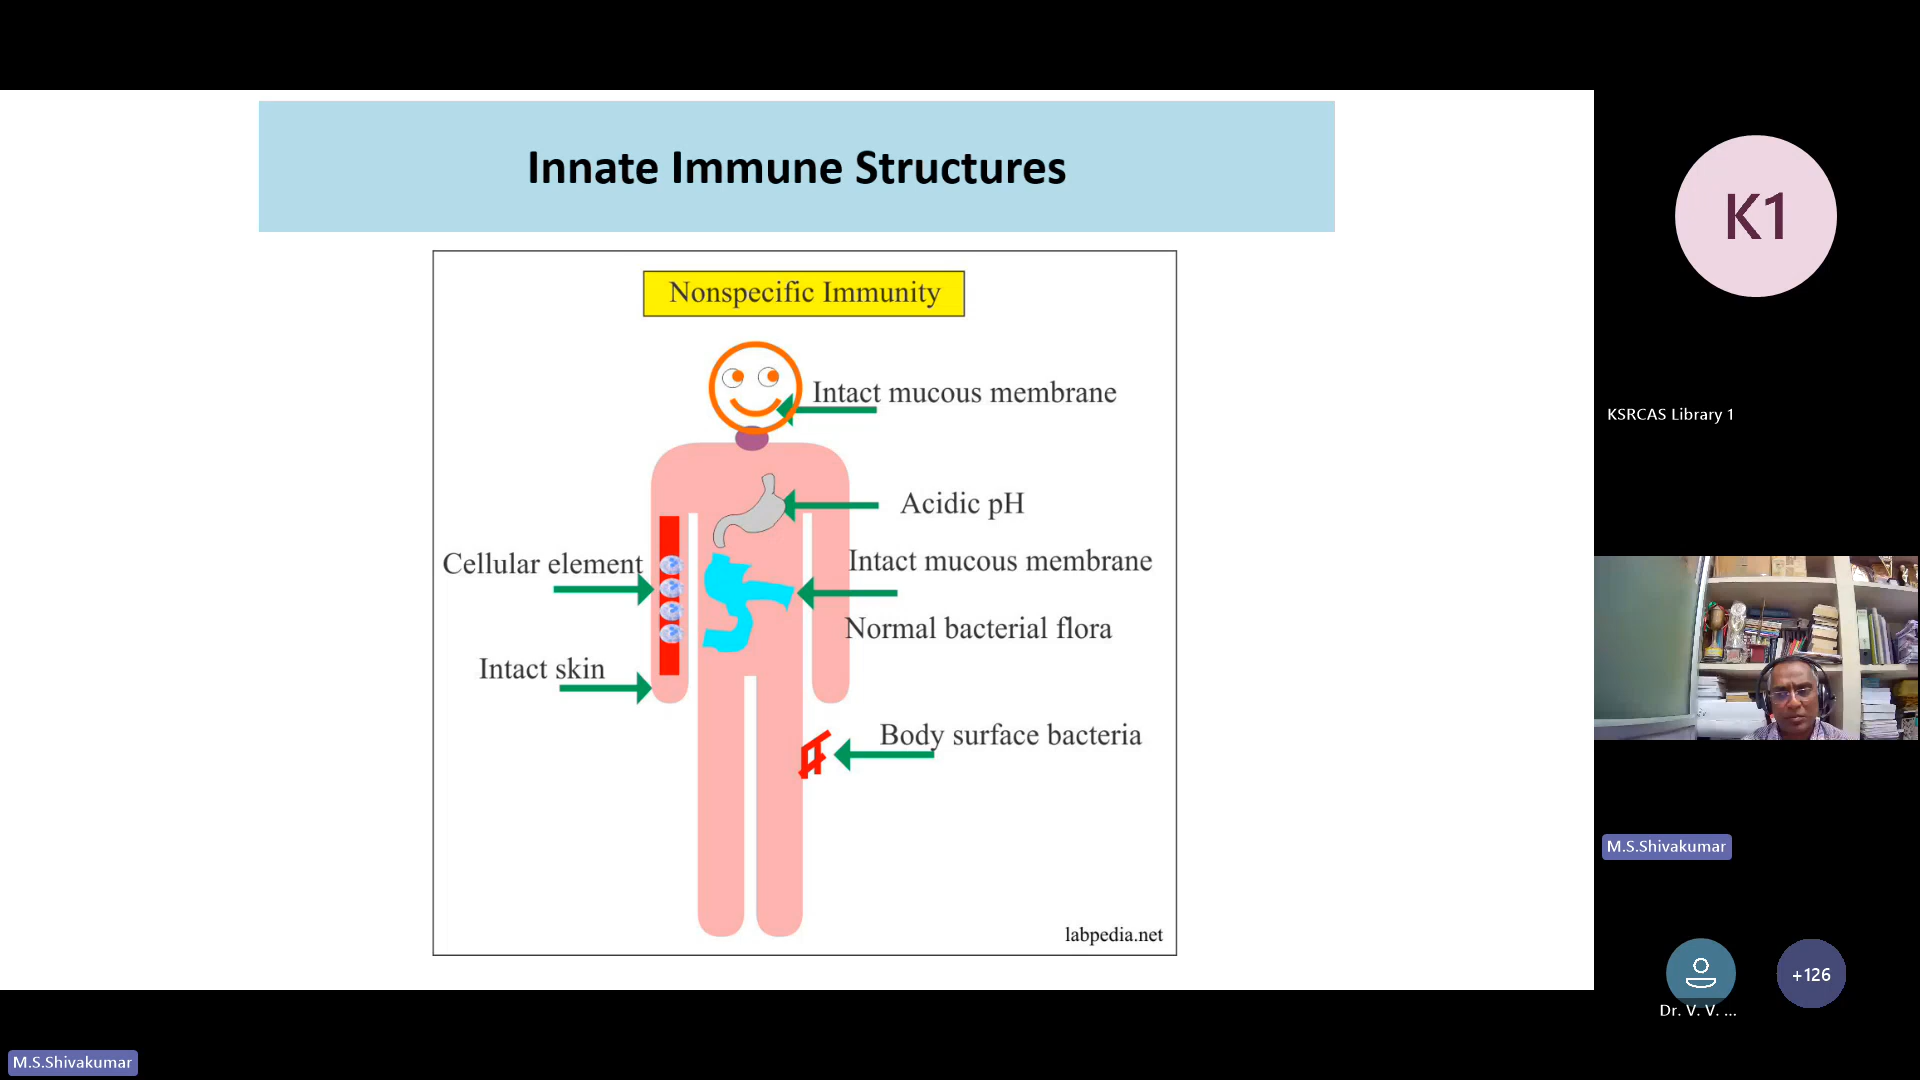 Innate Immune Structures
Nonspecific Immunity
Intact mucous membrane
Acidic pH
Cellular element
Intact mucous membrane
Normal bacterial flora
Intact skin
Body surface bacteria
labpedia.net
K1
KSRCAS Library 1
M.S.Shivakumar
+126
Dr. V. V. ...
M.S.Shivakumar